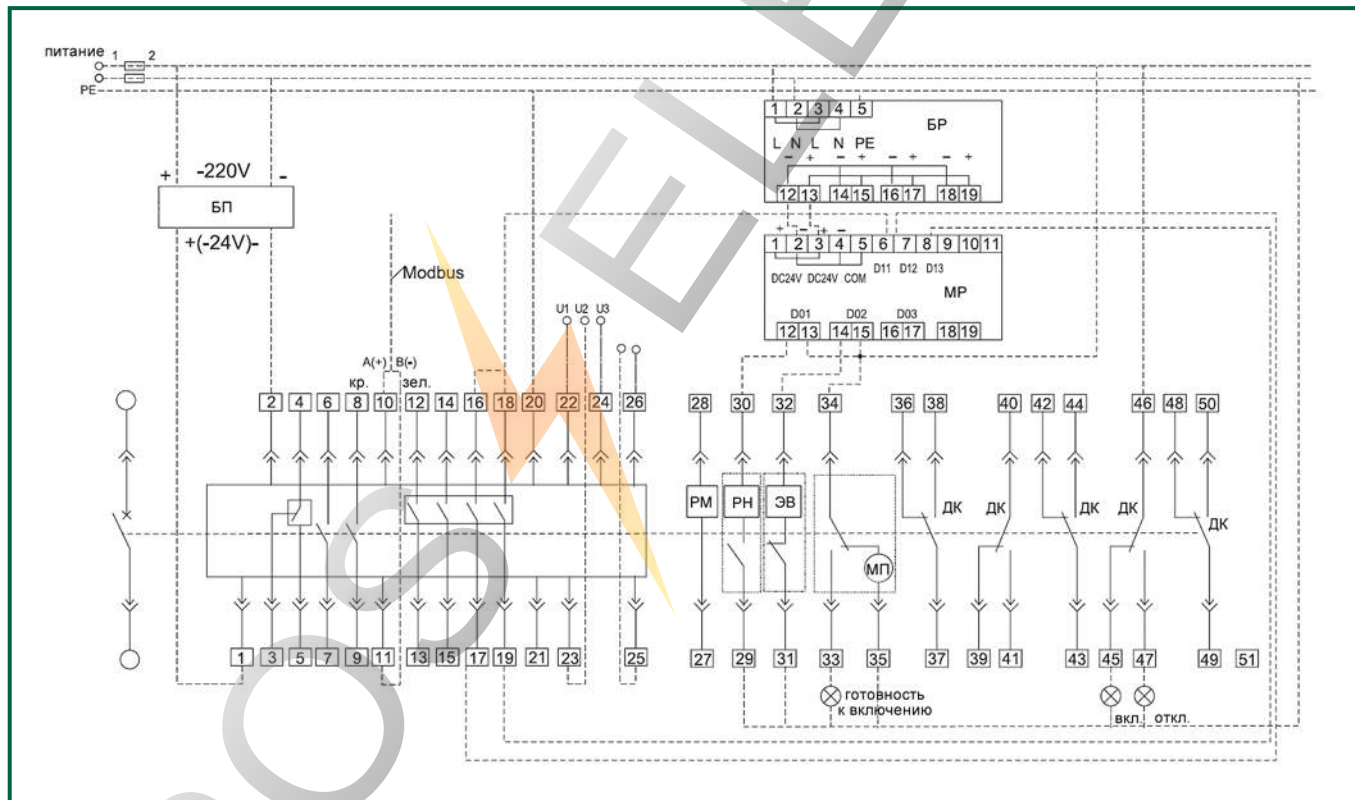 питание 1 2
PE
1 2 3 4 5
БР
L N L N PE
− + − + − + − +
12 13 14 15 16 17 18 19
+ -220V -
БП
+(-24V)-
+ − + −
1 2 3 4 5 6 7 8 9 10 11
DC24V DC24V COM D11 D12 D13
МР
D01 D02 D03
12 13 14 15 16 17 18 19
Modbus
U1 U2 U3
A(+) B(-)
кр. зел.
2 4 6 8 10 12 14 16 18 20 22 24 26 28 30 32 34 36 38 40 42 44 46 48 50
РМ РН ЭВ ДК ДК ДК ДК ДК
МП
1 3 5 7 9 11 13 15 17 19 21 23 25 27 29 31 33 35 37 39 41 43 45 47 49 51
готовность
к включению
вкл. откл.
ROS ELE